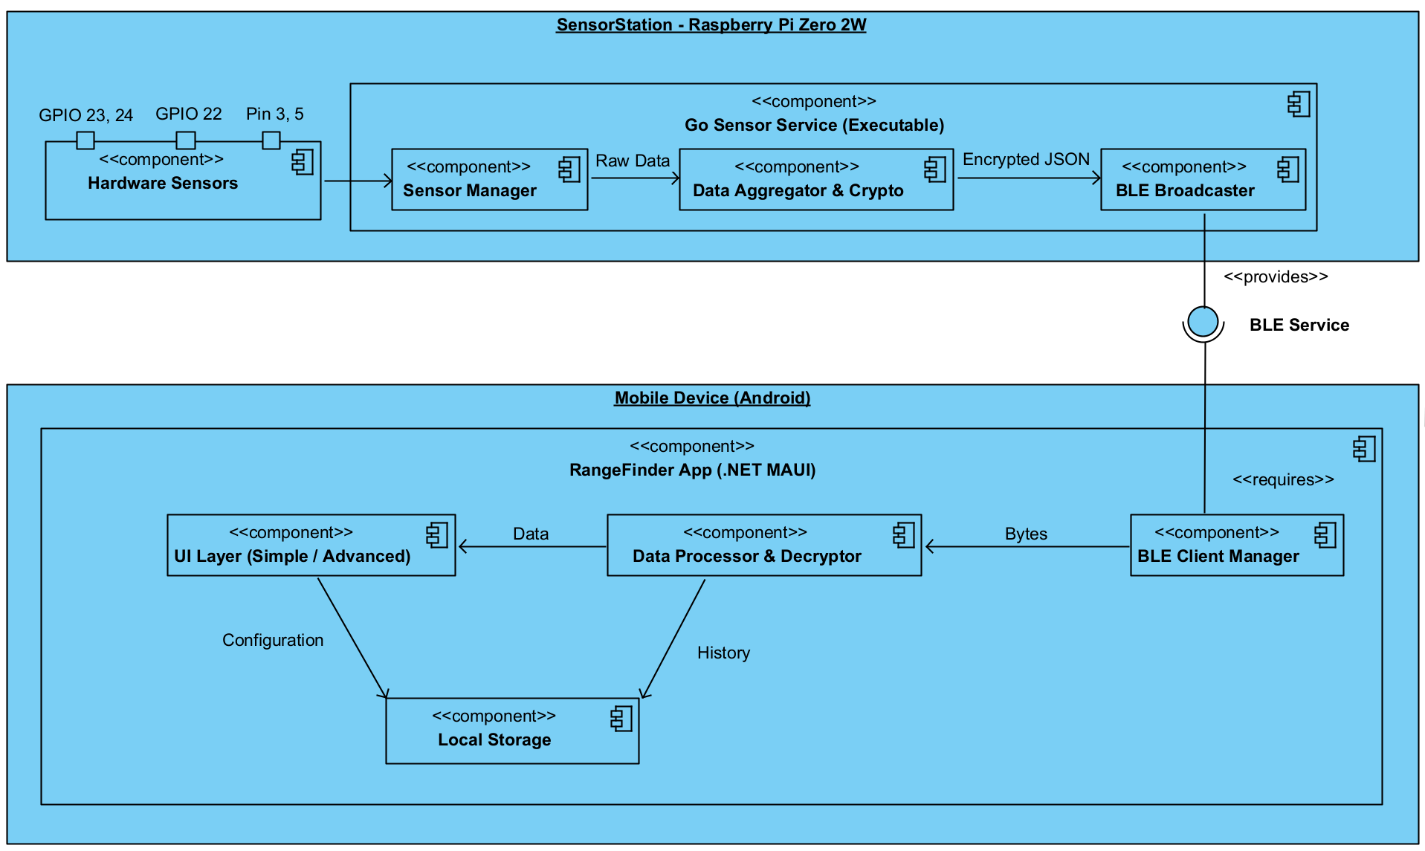 SensorStation - Raspberry Pi Zero 2W
GPIO 23, 24
GPIO 22
Pin 3, 5
<<component>>
Hardware Sensors
<<component>>
Go Sensor Service (Executable)
<<component>>
Sensor Manager
Raw Data
<<component>>
Data Aggregator & Crypto
Encrypted JSON
<<component>>
BLE Broadcaster
<<provides>>
BLE Service
Mobile Device (Android)
<<component>>
RangeFinder App (.NET MAUI)
<<requires>>
<<component>>
UI Layer (Simple / Advanced)
Data
<<component>>
Data Processor & Decryptor
Bytes
<<component>>
BLE Client Manager
Configuration
History
<<component>>
Local Storage